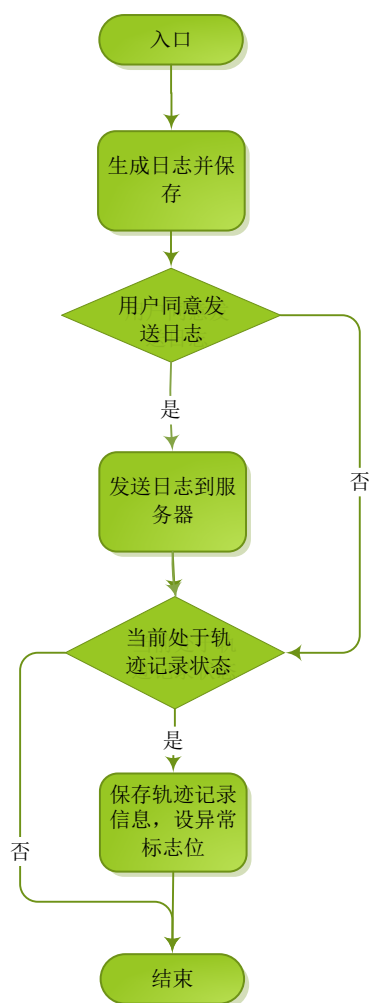 入口
生成日志并保
存
用户同意发
送日志
是
发送日志到服
务器
否
当前处于轨
迹记录状态
是
保存轨迹记录
信息，设异常
标志位
否
结束